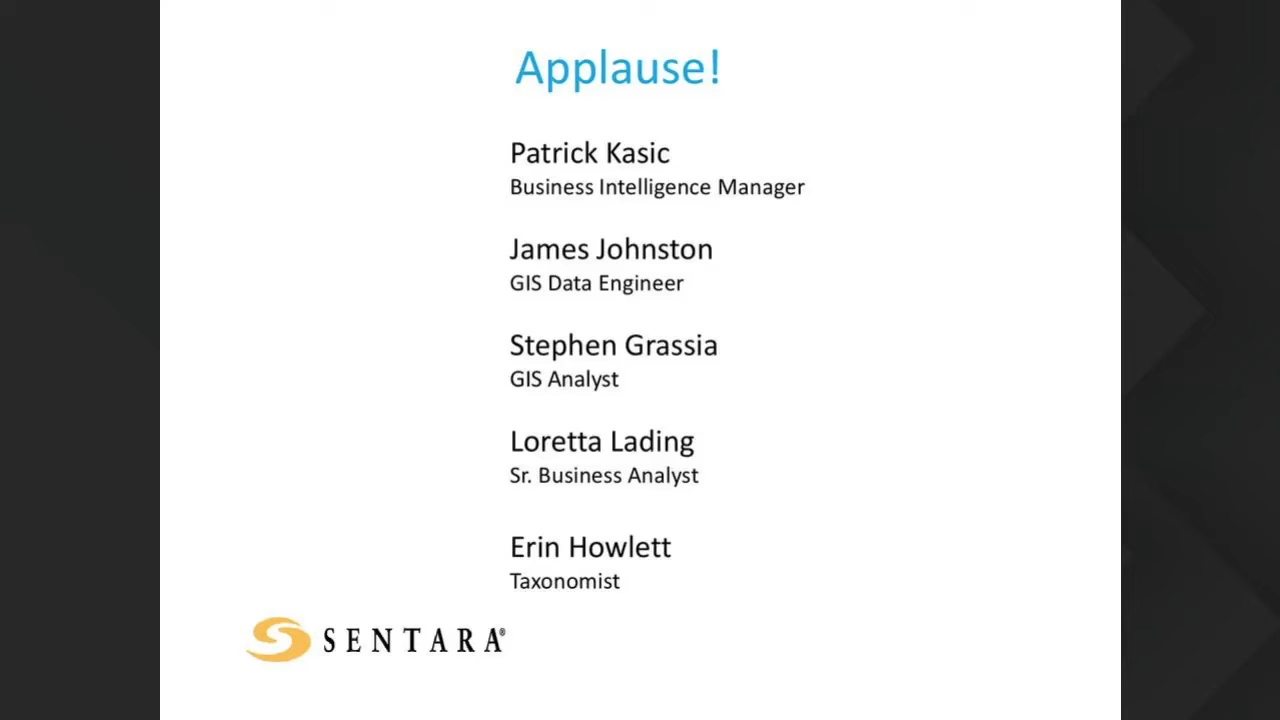 Applause!
Patrick Kasic
Business Intelligence Manager
James Johnston
GIS Data Engineer
Stephen Grassia
GIS Analyst
Loretta Lading
Sr. Business Analyst
Erin Howlett
Taxonomist
SENTARA®